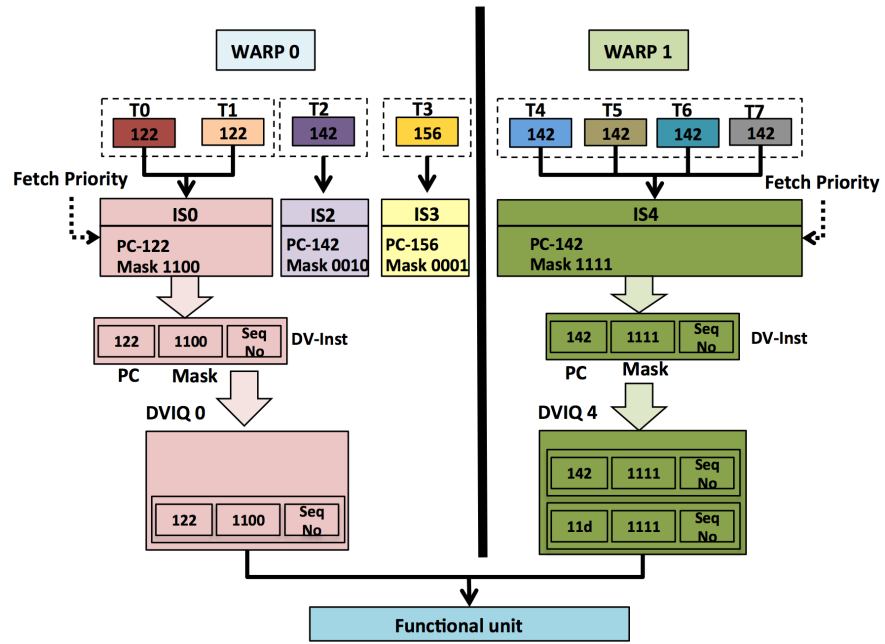 WARP 0
WARP 1
T0 T1 T2 T3 T4 T5 T6 T7
122 122 142 156 142 142 142 142
Fetch Priority
Fetch Priority
IS0 IS2 IS3 IS4
PC-122
Mask 1100
PC-142
Mask 0010
PC-156
Mask 0001
PC-142
Mask 1111
122 1100 Seq No DV-Inst
PC Mask
142 1111 Seq No DV-Inst
PC Mask
DVIQ 0
DVIQ 4
142 1111 Seq No
122 1100 Seq No
11d 1111 Seq No
Functional unit